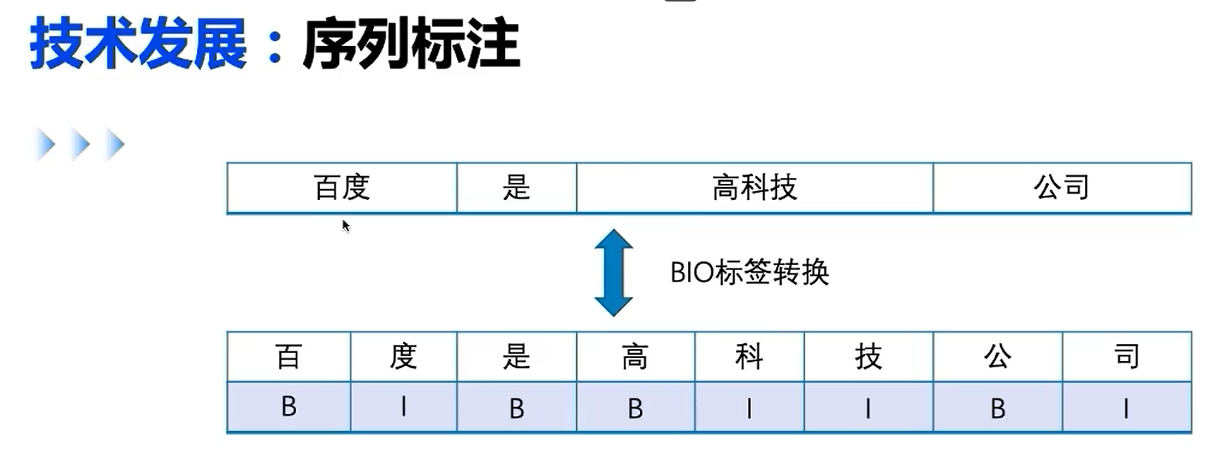 技术发展：序列标注
百度 是 高科技 公司
BIO标签转换
百 度 是 高 科 技 公 司
B I B B I I B I